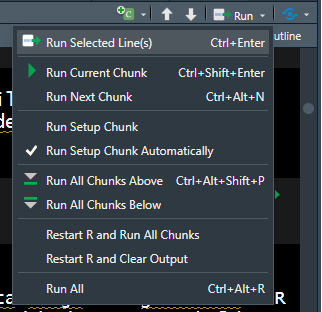 Run
utline
Run Selected Line(s) Ctrl+Enter
Run Current Chunk Ctrl+Shift+Enter
Run Next Chunk Ctrl+Alt+N
Run Setup Chunk
Run Setup Chunk Automatically
Run All Chunks Above Ctrl+Alt+Shift+P
Run All Chunks Below
Restart R and Run All Chunks
Restart R and Clear Output
Run All Ctrl+Alt+R